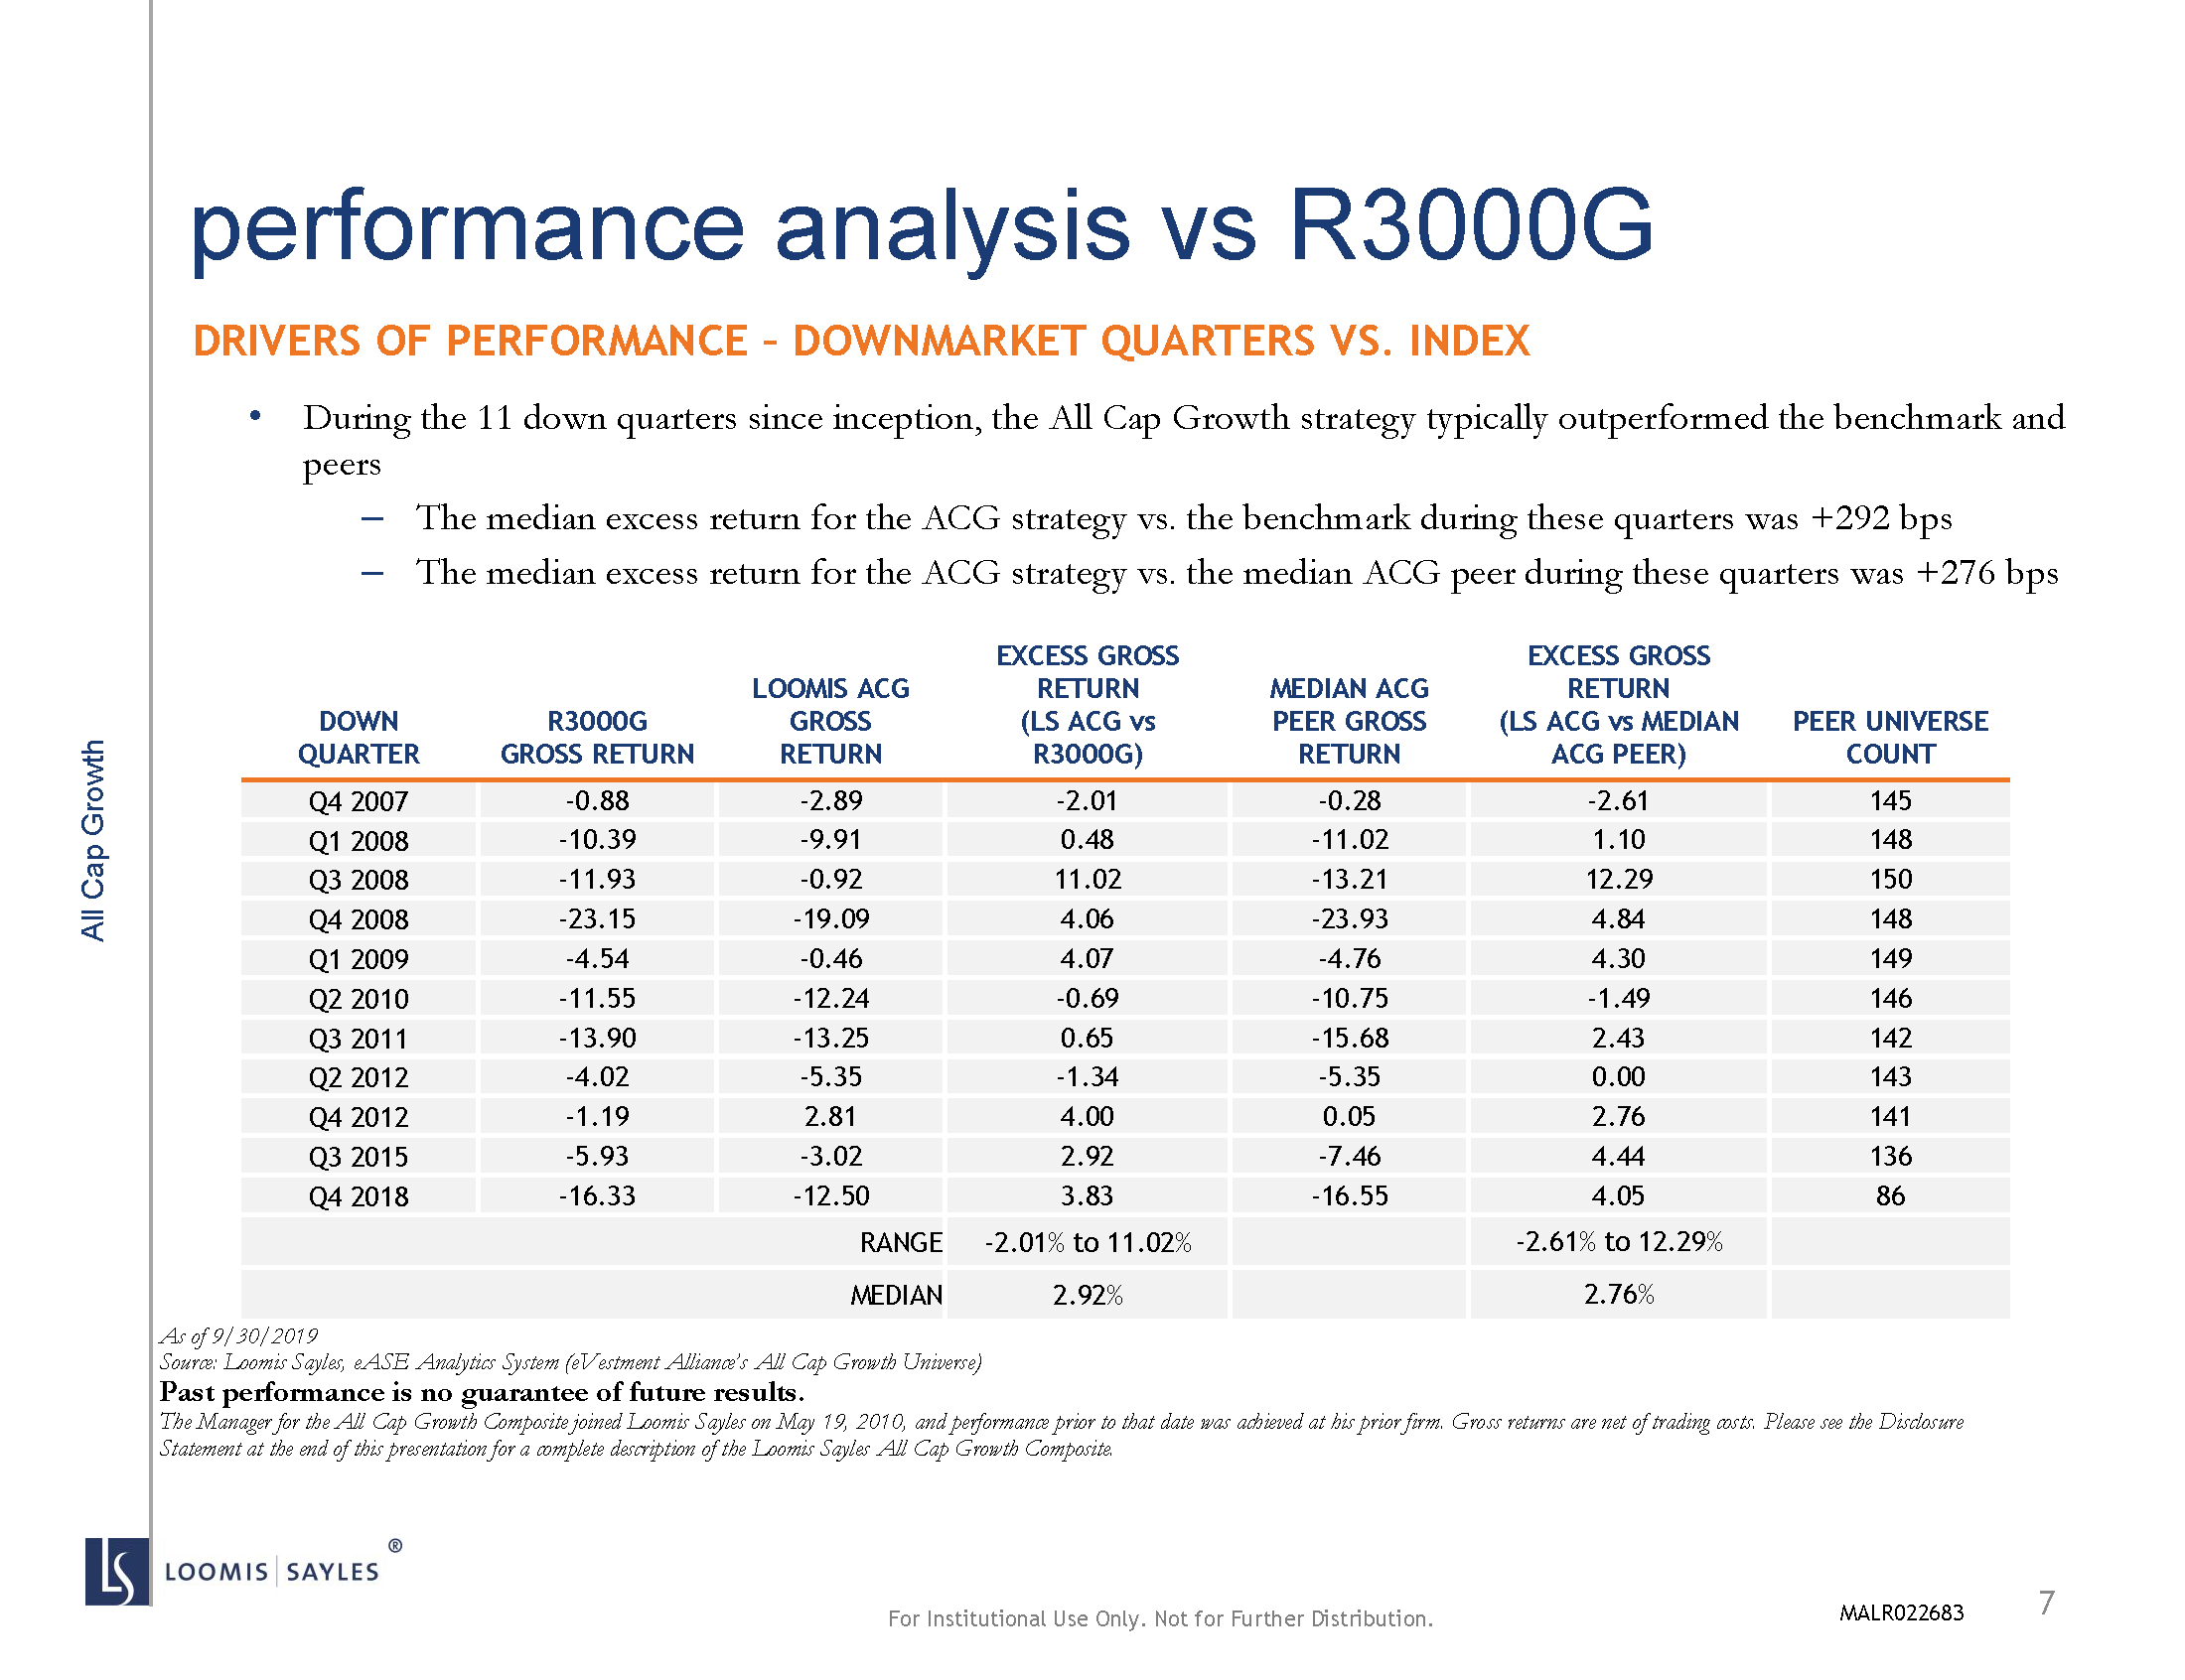 performance analysis vs R3000G
DRIVERS OF PERFORMANCE – DOWNMARKET QUARTERS VS. INDEX
• During the 11 down quarters since inception, the All Cap Growth strategy typically outperformed the benchmark and
peers
– The median excess return for the ACG strategy vs. the benchmark during these quarters was +292 bps
– The median excess return for the ACG strategy vs. the median ACG peer during these quarters was +276 bps
All Cap Growth
DOWN QUARTER | R3000G GROSS RETURN | LOOMIS ACG GROSS RETURN | EXCESS GROSS RETURN (LS ACG vs R3000G) | MEDIAN ACG PEER GROSS RETURN | EXCESS GROSS RETURN (LS ACG vs MEDIAN ACG PEER) | PEER UNIVERSE COUNT
Q4 2007 -0.88 -2.89 -2.01 -0.28 -2.61 145
Q1 2008 -10.39 -9.91 0.48 -11.02 1.10 148
Q3 2008 -11.93 -0.92 11.02 -13.21 12.29 150
Q4 2008 -23.15 -19.09 4.06 -23.93 4.84 148
Q1 2009 -4.54 -0.46 4.07 -4.76 4.30 149
Q2 2010 -11.55 -12.24 -0.69 -10.75 -1.49 146
Q3 2011 -13.90 -13.25 0.65 -15.68 2.43 142
Q2 2012 -4.02 -5.35 -1.34 -5.35 0.00 143
Q4 2012 -1.19 2.81 4.00 0.05 2.76 141
Q3 2015 -5.93 -3.02 2.92 -7.46 4.44 136
Q4 2018 -16.33 -12.50 3.83 -16.55 4.05 86
RANGE -2.01% to 11.02% -2.61% to 12.29%
MEDIAN 2.92% 2.76%
As of 9/30/2019
Source: Loomis Sayles, eASE Analytics System (eVestment Alliance's All Cap Growth Universe)
Past performance is no guarantee of future results.
The Manager for the All Cap Growth Composite joined Loomis Sayles on May 19, 2010, and performance prior to that date was achieved at his prior firm. Gross returns are net of trading costs. Please see the Disclosure
Statement at the end of this presentation for a complete description of the Loomis Sayles All Cap Growth Composite.
LS LOOMIS | SAYLES ®
For Institutional Use Only. Not for Further Distribution.
MALR022683
7